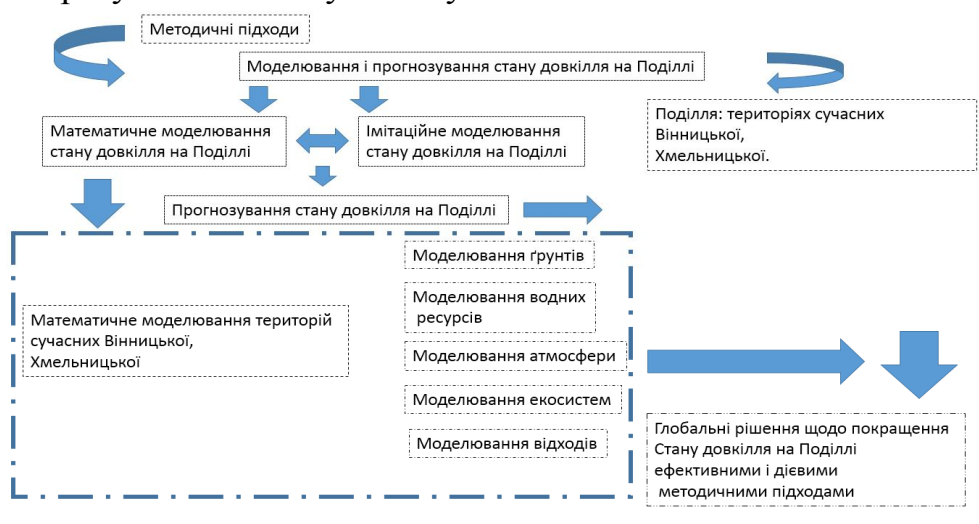 Методичні підходи
Моделювання і прогнозування стану довкілля на Поділлі
Поділля: територіях сучасних
Вінницької,
Хмельницької.
Математичне моделювання
стану довкілля на Поділлі
Імітаційне моделювання
стану довкілля на Поділлі
Прогнозування стану довкілля на Поділлі
Математичне моделювання територій
сучасних Вінницької,
Хмельницької
Моделювання ґрунтів
Моделювання водних
ресурсів
Моделювання атмосфери
Моделювання екосистем
Моделювання відходів
Глобальні рішення щодо покращення
Стану довкілля на Поділлі
ефективними і дієвими
методичними підходами